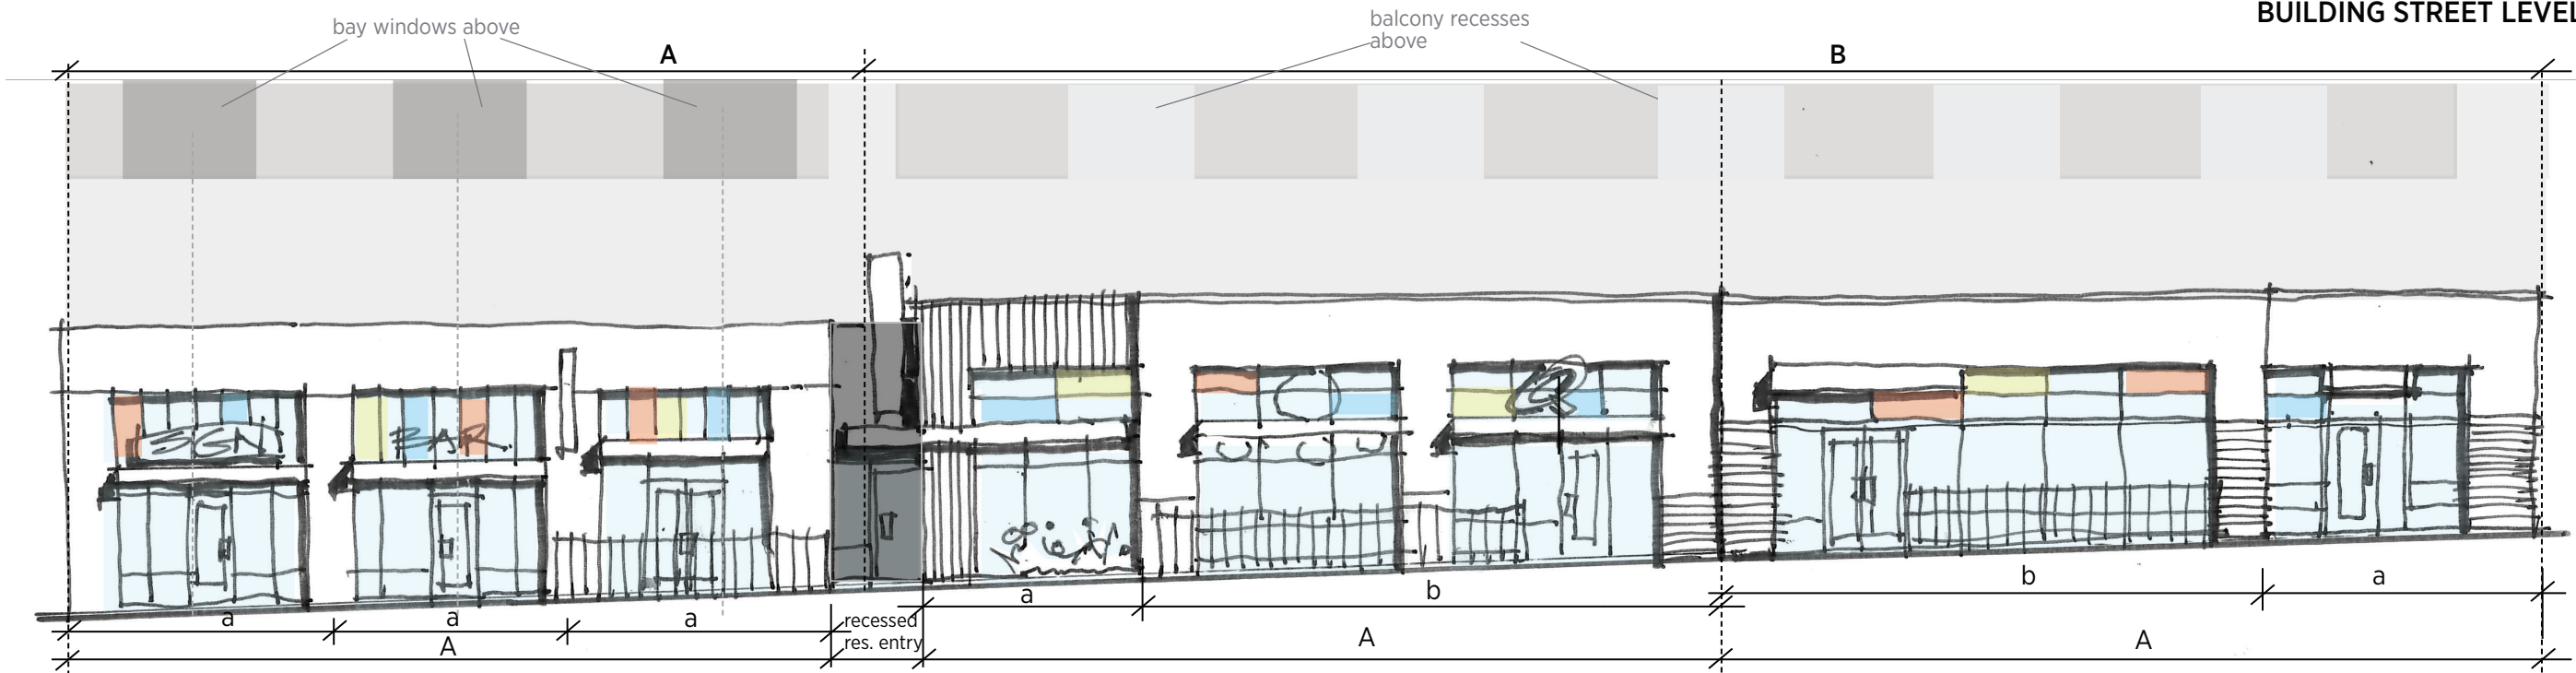 BUILDING STREET LEVEL
bay windows above
balcony recesses
above
A
B
SIGN
BAR
a
a
a
A
recessed
res. entry
a
b
A
b
a
A